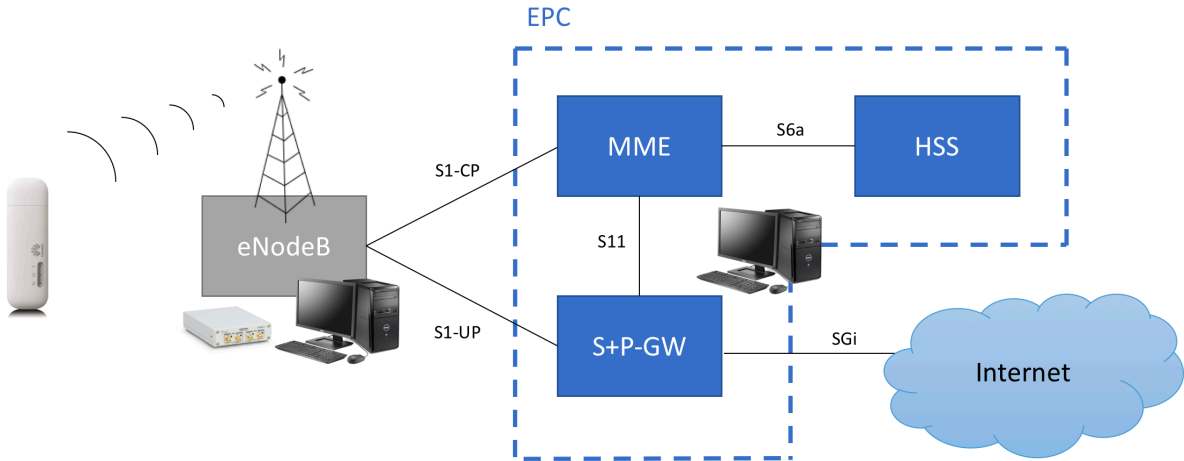 EPC
MME
S6a
HSS
S1-CP
eNodeB
S11
S1-UP
S+P-GW
SGi
Internet